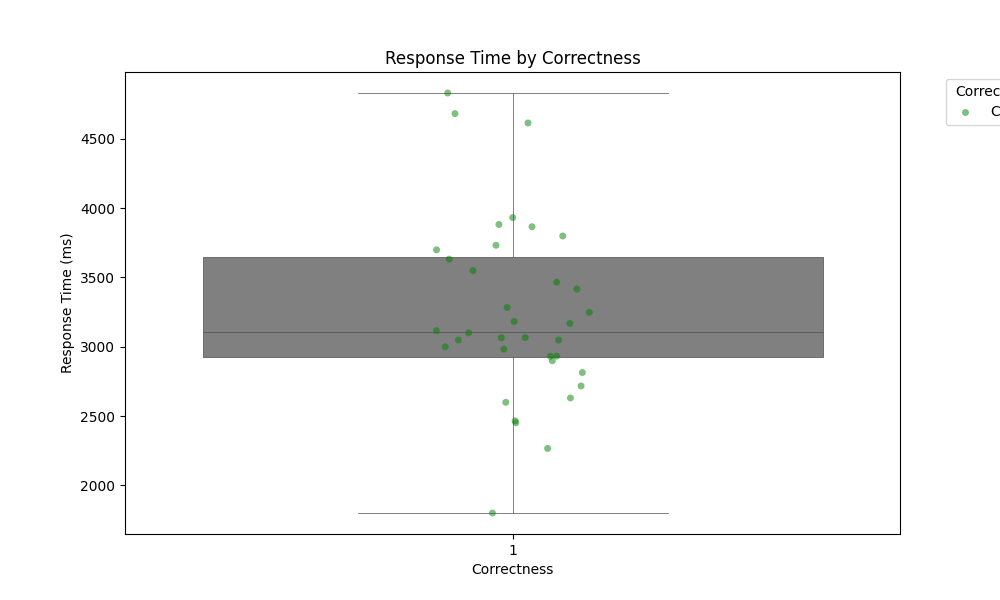 Response Time by Correctness
Correc
C
4500
4000
3500
3000
2500
2000
Response Time (ms)
1
Correctness